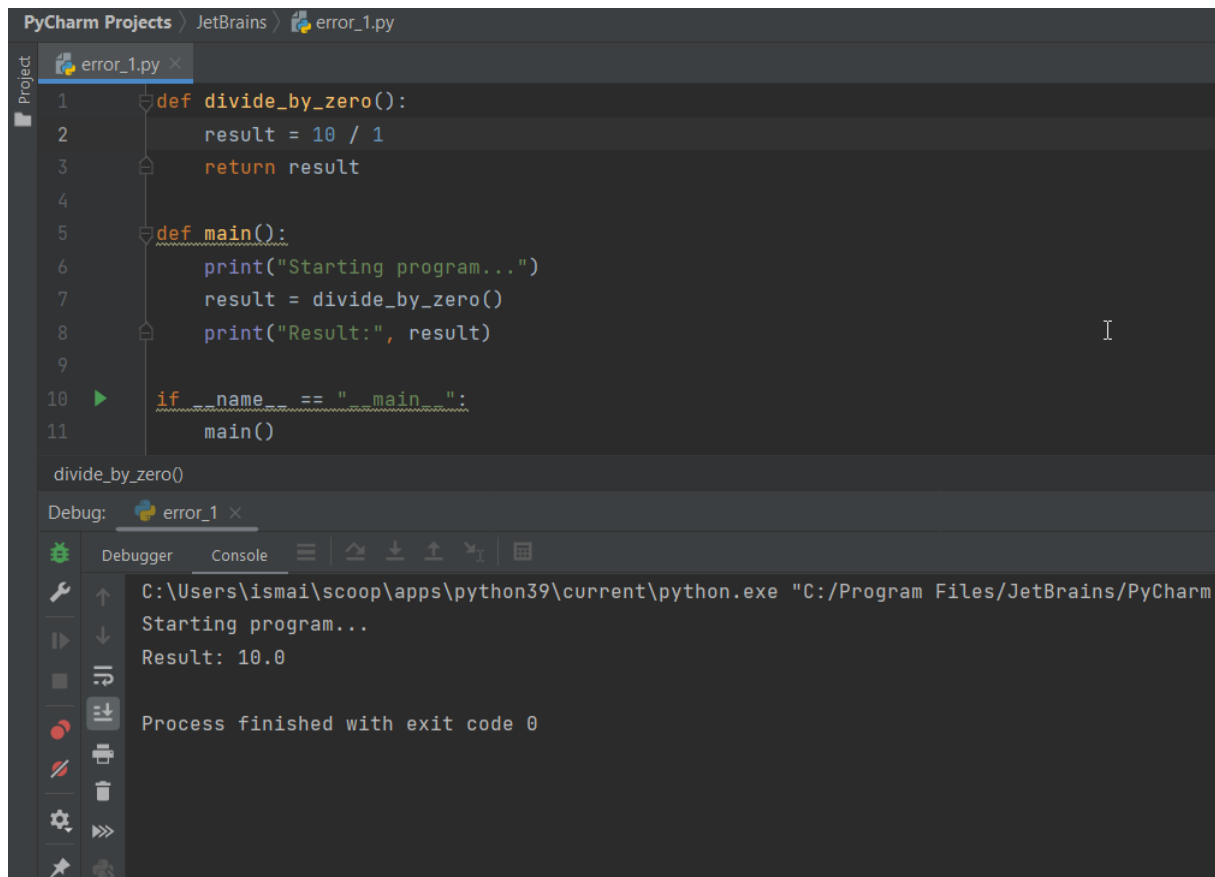 PyCharm Projects JetBrains error_1.py
Project
error_1.py
1 def divide_by_zero():
2 result = 10 / 1
3 return result
4
5 def main():
6 print("Starting program...")
7 result = divide_by_zero()
8 print("Result:", result)
9
10 if __name__ == "__main__":
11 main()
divide_by_zero()
Debug: error_1
Debugger Console
C:\Users\ismai\scoop\apps\python39\current\python.exe "C:/Program Files/JetBrains/PyCharm
Starting program...
Result: 10.0
Process finished with exit code 0